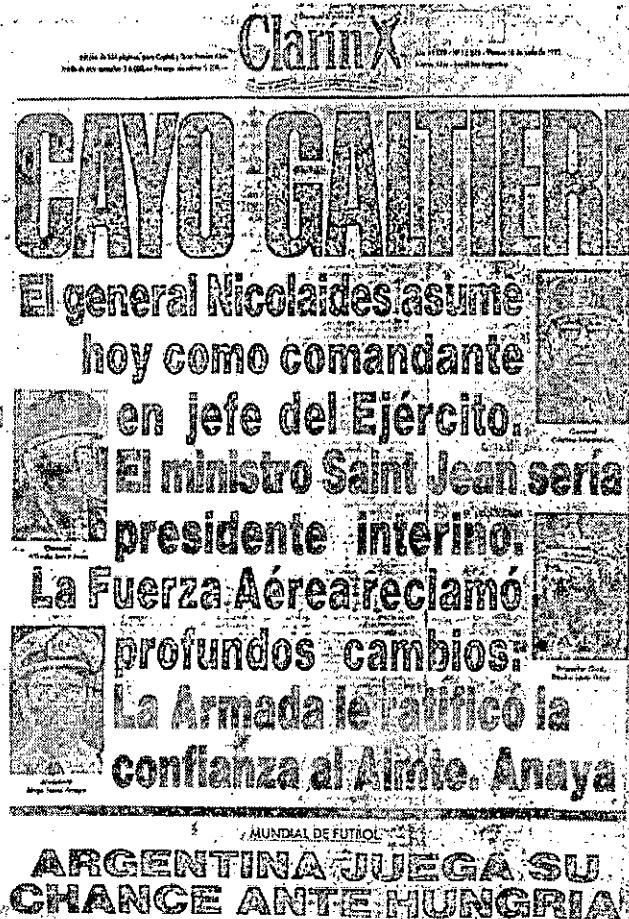 Clarín
CAYO GALTIERI
El general Nicolaides asume
hoy como comandante
en jefe del Ejército.
El ministro Saint Jean sería
presidente interino.
La Fuerza Aérea reclamó
profundos cambios.
La Armada le ratificó la
confianza al Almte. Anaya
MUNDIAL DE FUTBOL
ARGENTINA JUEGA SU
CHANCE ANTE HUNGRIA